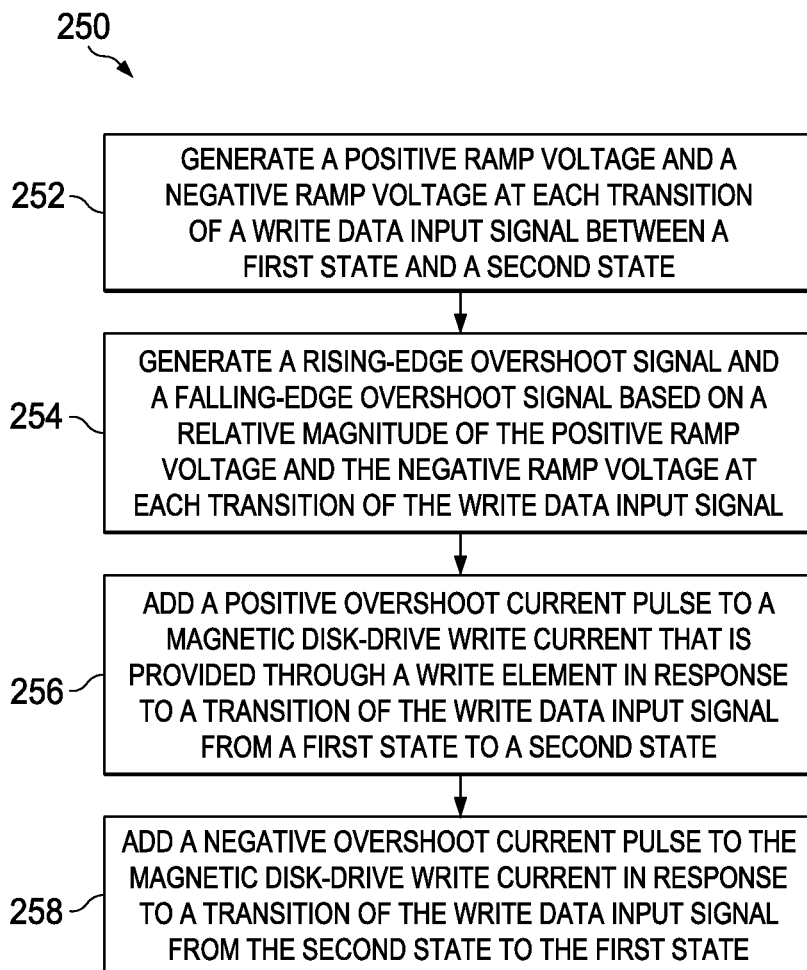 250
252
GENERATE A POSITIVE RAMP VOLTAGE AND A
NEGATIVE RAMP VOLTAGE AT EACH TRANSITION
OF A WRITE DATA INPUT SIGNAL BETWEEN A
FIRST STATE AND A SECOND STATE
254
GENERATE A RISING-EDGE OVERSHOOT SIGNAL AND
A FALLING-EDGE OVERSHOOT SIGNAL BASED ON A
RELATIVE MAGNITUDE OF THE POSITIVE RAMP
VOLTAGE AND THE NEGATIVE RAMP VOLTAGE AT
EACH TRANSITION OF THE WRITE DATA INPUT SIGNAL
256
ADD A POSITIVE OVERSHOOT CURRENT PULSE TO A
MAGNETIC DISK-DRIVE WRITE CURRENT THAT IS
PROVIDED THROUGH A WRITE ELEMENT IN RESPONSE
TO A TRANSITION OF THE WRITE DATA INPUT SIGNAL
FROM A FIRST STATE TO A SECOND STATE
258
ADD A NEGATIVE OVERSHOOT CURRENT PULSE TO THE
MAGNETIC DISK-DRIVE WRITE CURRENT IN RESPONSE
TO A TRANSITION OF THE WRITE DATA INPUT SIGNAL
FROM THE SECOND STATE TO THE FIRST STATE